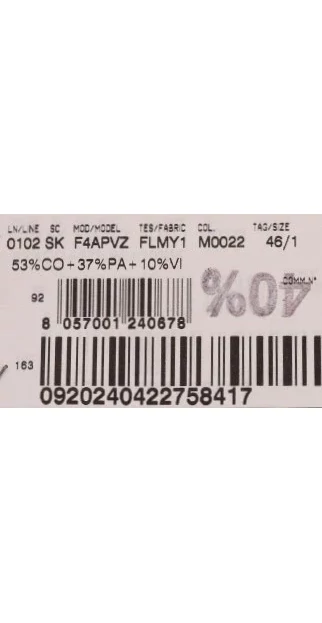 LN/LINE SC MOD/MODEL TES/FABRIC COL. TAG/SIZE
0102 SK F4APVZ FLMY1 M0022 46/1
53%CO+37%PA+10%VI
COMM.N°
40%
92
8 057001 240678
163
0920240422758417